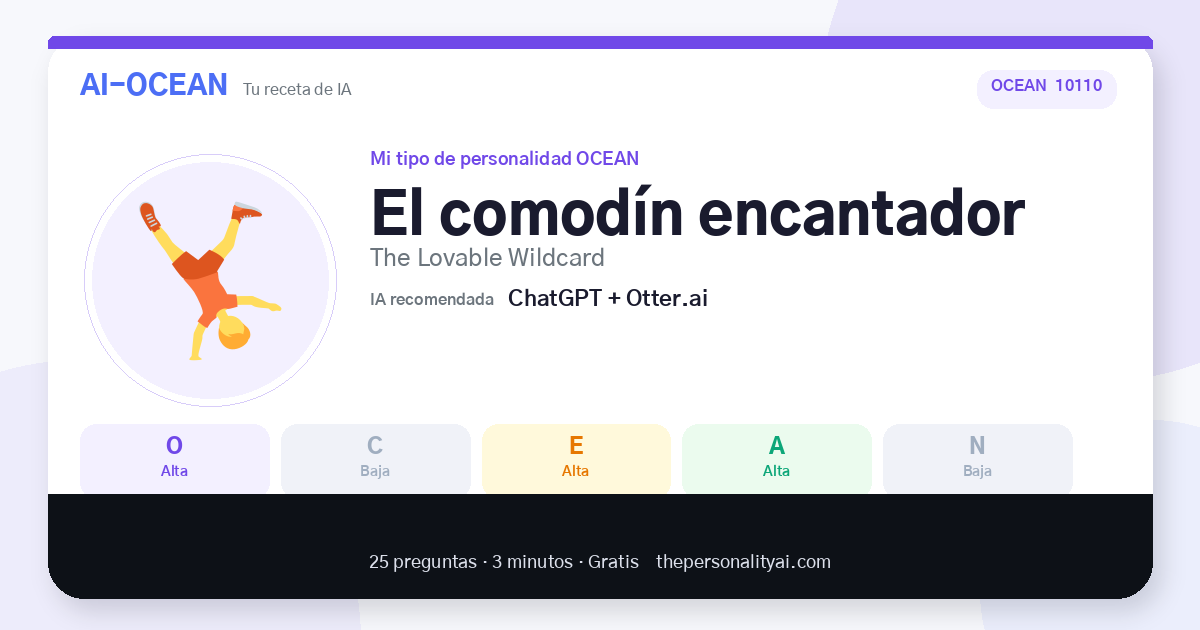 AI-OCEAN Tu receta de IA OCEAN 10110
Mi tipo de personalidad OCEAN
El comodín encantador
The Lovable Wildcard
IA recomendada ChatGPT + Otter.ai
O C E A N
Alta Baja Alta Alta Baja
25 preguntas · 3 minutos · Gratis thepersonalityai.com